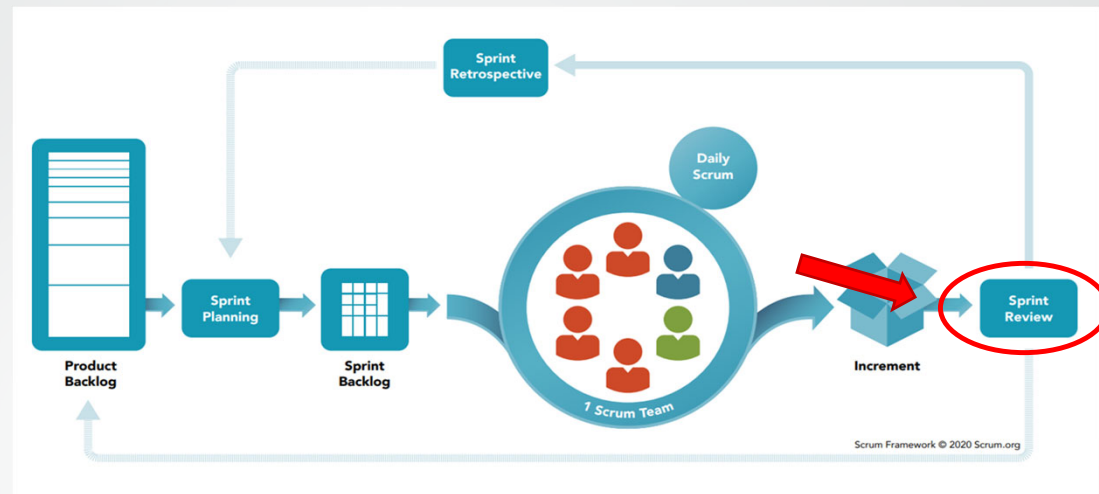 Sprint
Retrospective
Daily
Scrum
Sprint
Planning
Sprint
Review
Product
Backlog
Sprint
Backlog
1 Scrum Team
Increment
Scrum Framework © 2020 Scrum.org